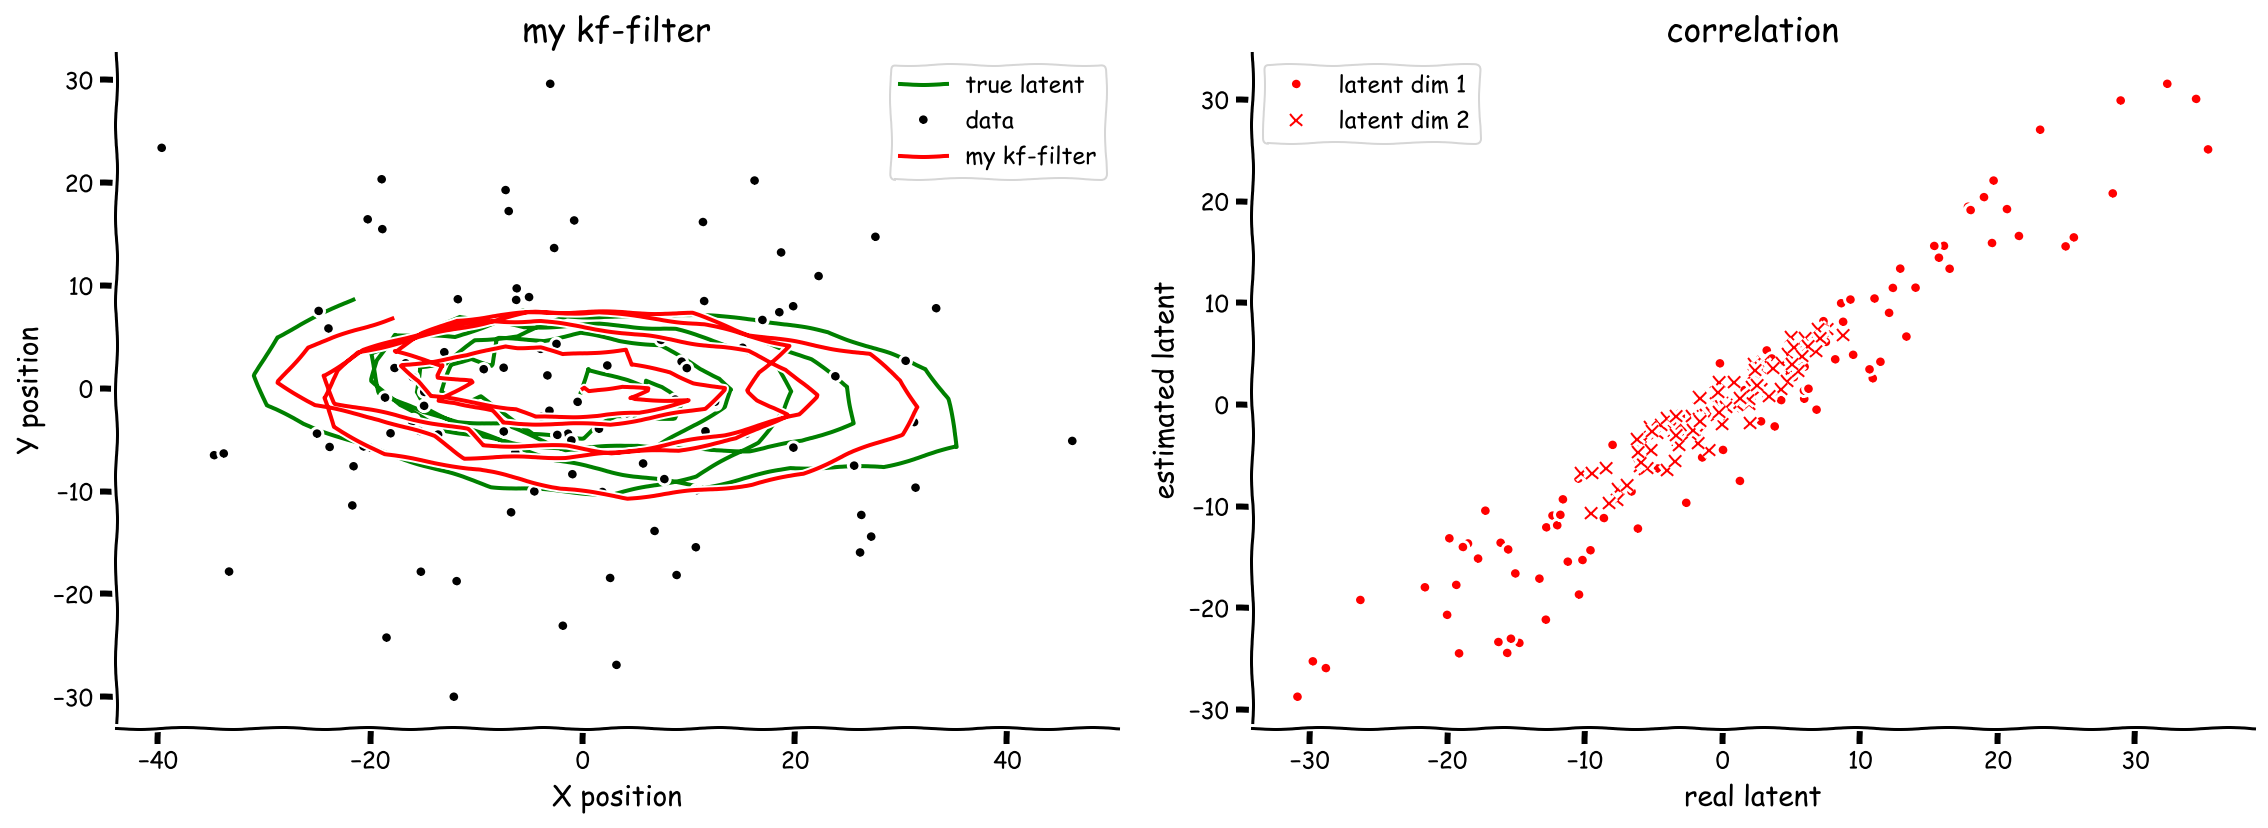 my kf-filter
true latent
data
my kf-filter
30
20
10
0
−10
−20
−30
Y position
−40
−20
0
20
40
X position
correlation
latent dim 1
latent dim 2
30
20
10
0
−10
−20
−30
estimated latent
−30
−20
−10
0
10
20
30
real latent